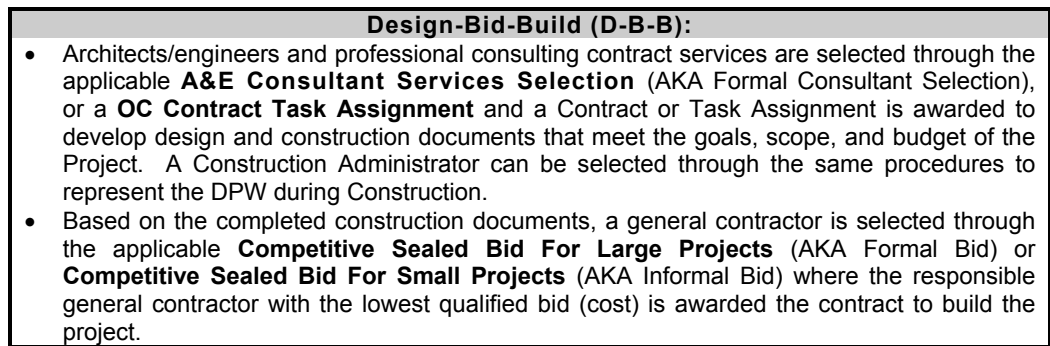 Design-Bid-Build (D-B-B):
• Architects/engineers and professional consulting contract services are selected through the
applicable A&E Consultant Services Selection (AKA Formal Consultant Selection),
or a OC Contract Task Assignment and a Contract or Task Assignment is awarded to
develop design and construction documents that meet the goals, scope, and budget of the
Project. A Construction Administrator can be selected through the same procedures to
represent the DPW during Construction.
• Based on the completed construction documents, a general contractor is selected through
the applicable Competitive Sealed Bid For Large Projects (AKA Formal Bid) or
Competitive Sealed Bid For Small Projects (AKA Informal Bid) where the responsible
general contractor with the lowest qualified bid (cost) is awarded the contract to build the
project.